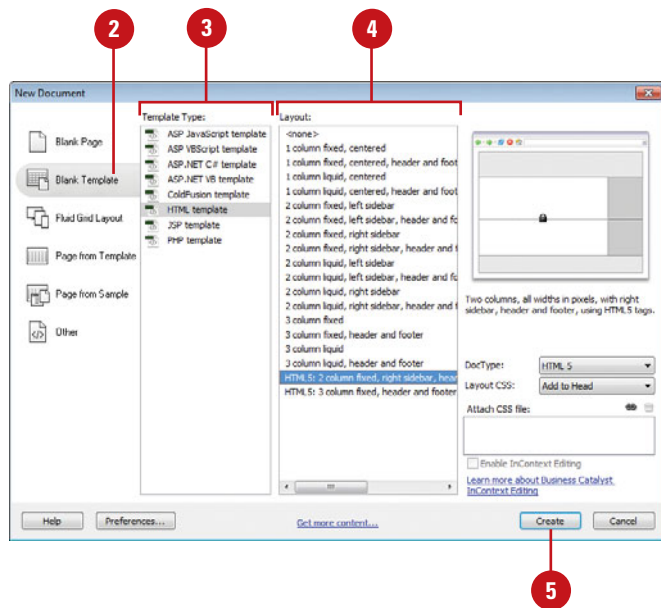 2
3
4
New Document
Blank Page
Blank Template
Fluid Grid Layout
Page from Template
Page from Sample
Other
Template Type:
ASP JavaScript template
ASP VBScript template
ASP.NET C# template
ASP.NET VB template
ColdFusion template
HTML template
JSP template
PHP template
Layout:
<none>
1 column fixed, centered
1 column fixed, centered, header and foot
1 column liquid, centered
1 column liquid, centered, header and foot
2 column fixed, left sidebar
2 column fixed, left sidebar, header and fo
2 column fixed, right sidebar
2 column fixed, right sidebar, header and f
2 column liquid, left sidebar
2 column liquid, left sidebar, header and fo
2 column liquid, right sidebar
2 column liquid, right sidebar, header and f
3 column fixed
3 column fixed, header and footer
3 column liquid
3 column liquid, header and footer
HTML5: 2 column fixed, right sidebar, head
HTML5: 3 column fixed, header and footer
Two columns, all widths in pixels, with right
sidebar, header and footer, using HTML5 tags.
DocType:
HTML 5
Layout CSS:
Add to Head
Attach CSS file:
Enable InContext Editing
Learn more about Business Catalyst
InContext Editing
Help
Preferences...
Get more content...
Create
Cancel
5